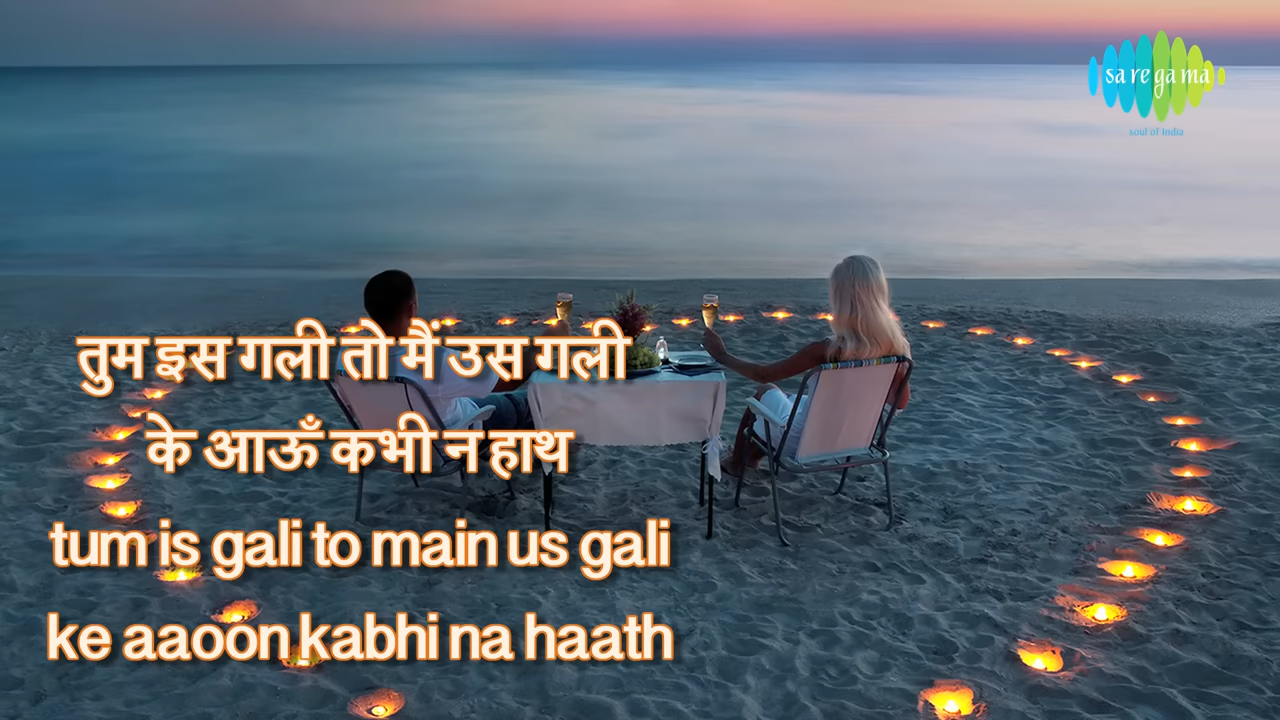 sa re ga ma
soul of India
तुम इस गली तो मैं उस गली
के आऊँ कभी न हाथ
tum is gali to main us gali
ke aaoon kabhi na haath